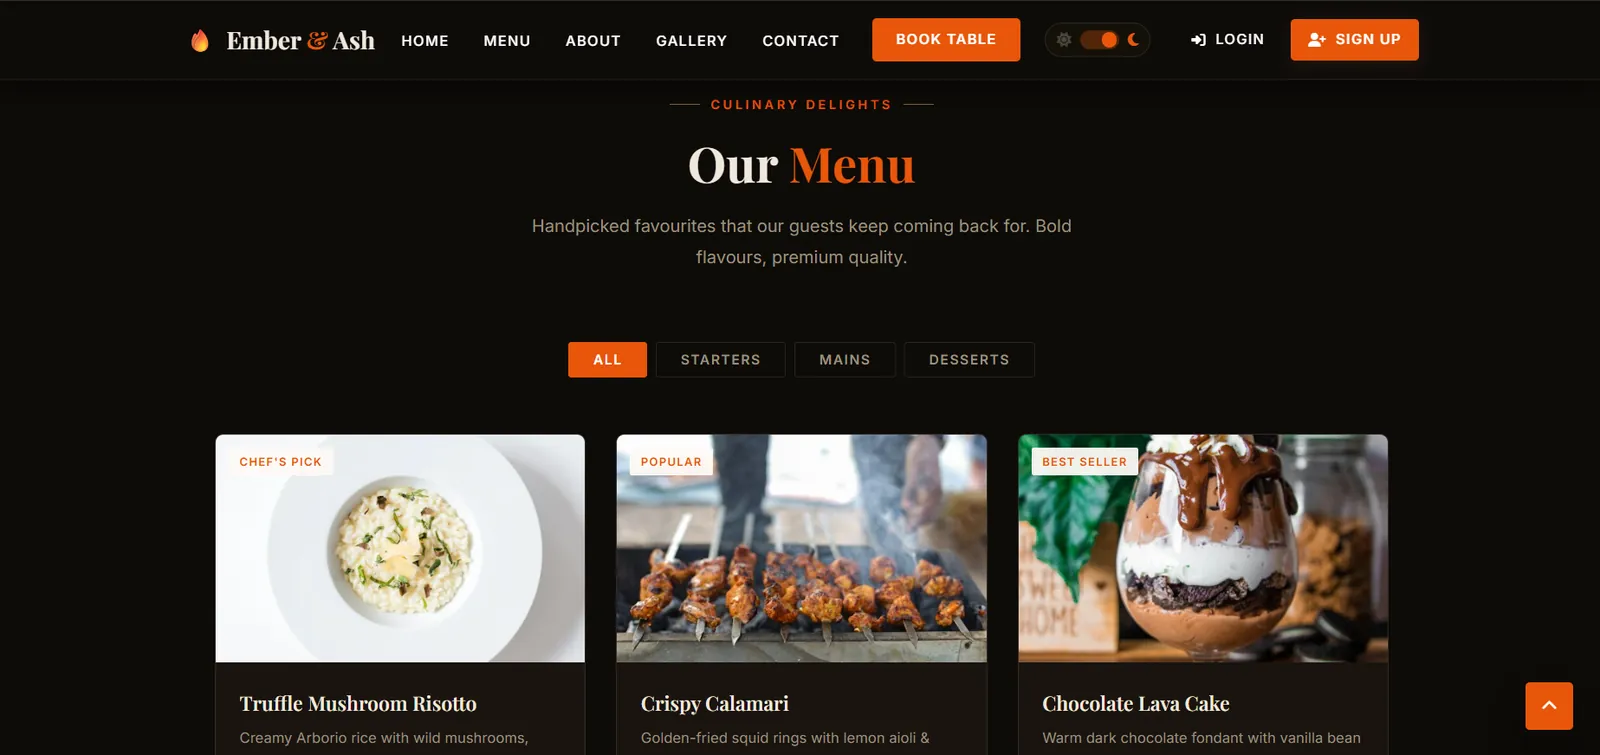 Ember & Ash HOME MENU ABOUT GALLERY CONTACT BOOK TABLE LOGIN SIGN UP
CULINARY DELIGHTS
Our Menu
Handpicked favourites that our guests keep coming back for. Bold
flavours, premium quality.
ALL STARTERS MAINS DESSERTS
CHEF'S PICK
POPULAR
BEST SELLER
HOME
Truffle Mushroom Risotto
Creamy Arborio rice with wild mushrooms,
Crispy Calamari
Golden-fried squid rings with lemon aioli &
Chocolate Lava Cake
Warm dark chocolate fondant with vanilla bean